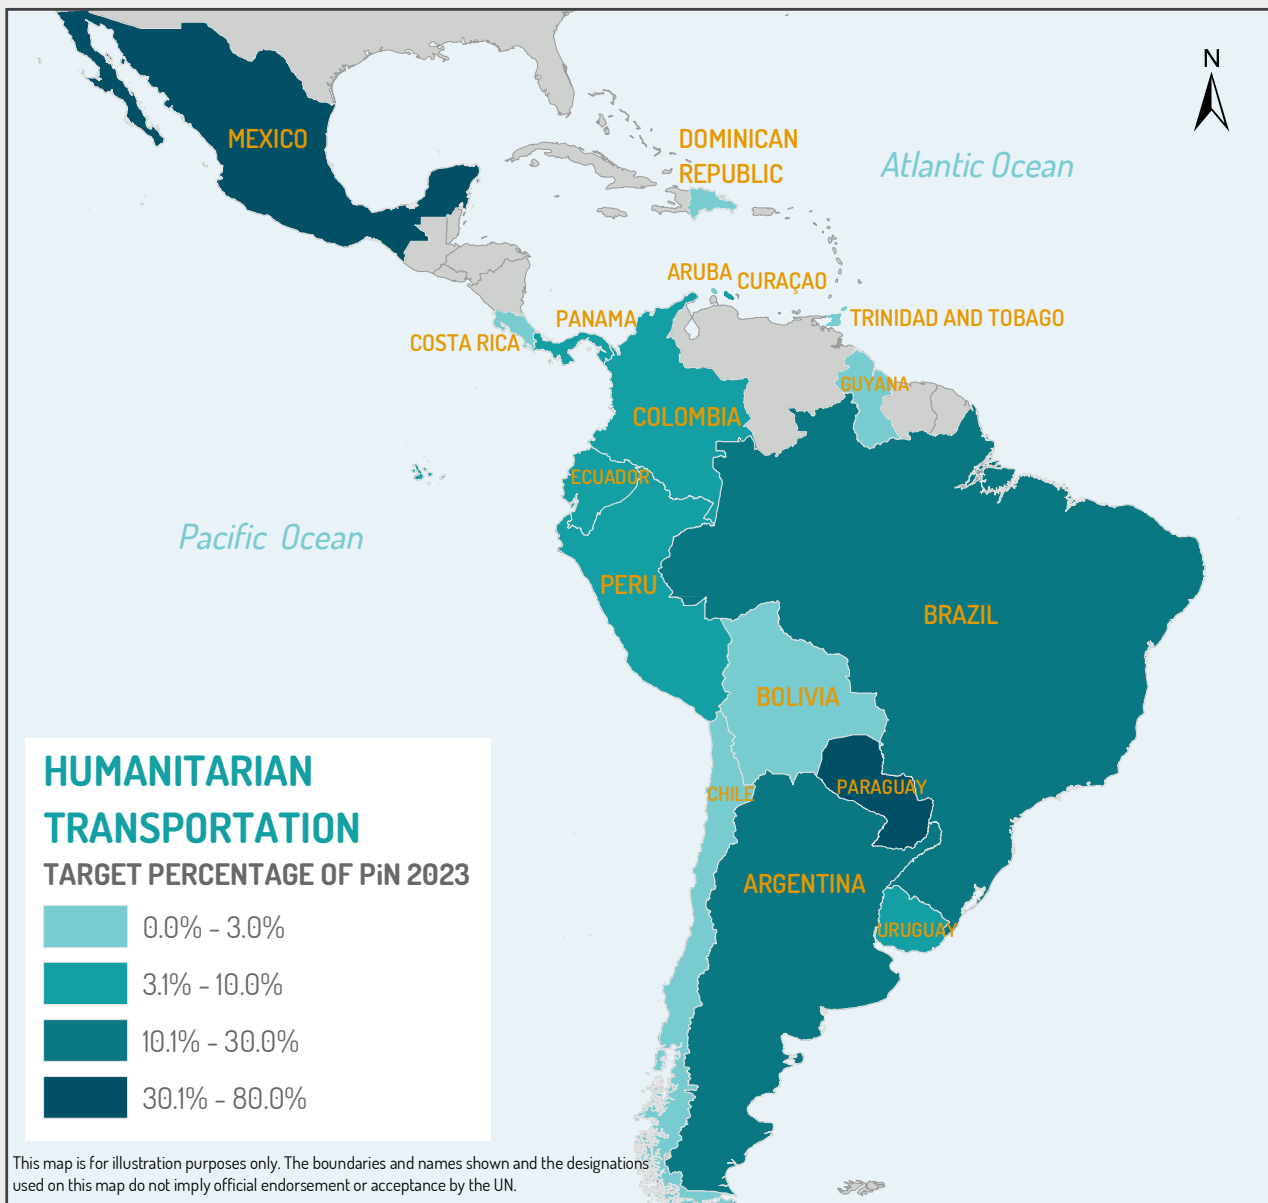 N
MEXICO
DOMINICAN
REPUBLIC
Atlantic Ocean
ARUBA
CURAÇAO
PANAMA
TRINIDAD AND TOBAGO
COSTA RICA
GUYANA
COLOMBIA
ECUADOR
Pacific Ocean
PERU
BRAZIL
BOLIVIA
HUMANITARIAN
TRANSPORTATION
TARGET PERCENTAGE OF PiN 2023
0.0% - 3.0%
3.1% - 10.0%
10.1% - 30.0%
30.1% - 80.0%
CHILE
PARAGUAY
ARGENTINA
URUGUAY
This map is for illustration purposes only. The boundaries and names shown and the designations
used on this map do not imply official endorsement or acceptance by the UN.